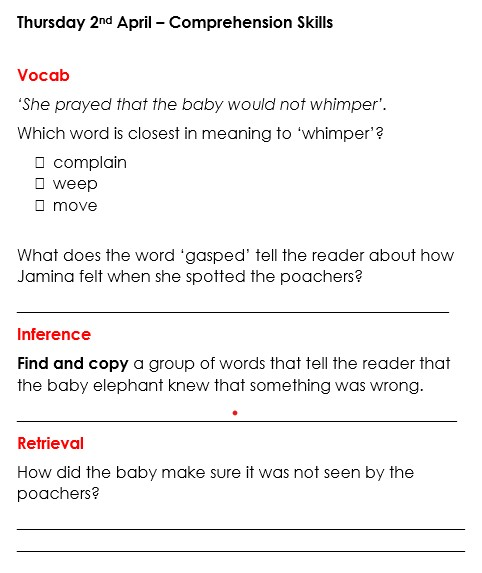 Thursday 2nd April – Comprehension Skills
Vocab
‘She prayed that the baby would not whimper’.
Which word is closest in meaning to ‘whimper’?
☐ complain
☐ weep
☐ move
What does the word ‘gasped’ tell the reader about how
Jamina felt when she spotted the poachers?
Inference
Find and copy a group of words that tell the reader that
the baby elephant knew that something was wrong.
Retrieval
How did the baby make sure it was not seen by the
poachers?